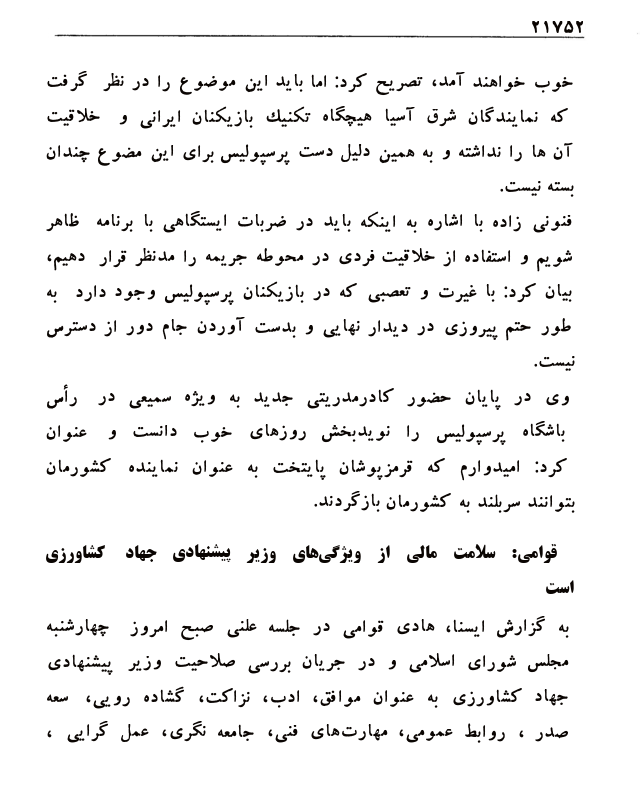 ۲۱۷۵۲
خوب خواهند آمد، تصریح کرد: اما باید این موضوع را در نظر گرفت
که نمایندگان شرق آسیا هیچگاه تکنیك بازیکنان ایرانی و خلاقیت
آن ها را نداشته و به همین دلیل دست پرسپولیس برای این مضوع چندان
بسته نیست.
فنونی زاده با اشاره به اینکه باید در ضربات ایستگاهی با برنامه ظاهر
شویم و استفاده از خلاقیت فردی در محوطه جریمه را مدنظر قرار دهیم،
بیان کرد: با غیرت و تعصبی که در بازیکنان پرسپولیس وجود دارد به
طور حتم پیروزی در دیدار نهایی و بدست آوردن جام دور از دسترس
نیست.
وی در پایان حضور کادرمدریتی جدید به ویژه سمیعی در رأس
باشگاه پرسپولیس را نویدبخش روزهای خوب دانست و عنوان
کرد: امیدوارم که قرمزپوشان پایتخت به عنوان نماینده کشورمان
بتوانند سربلند به کشورمان بازگردند.
قوامی: سلامت مالی از ویژگی‌های وزیر پیشنهادی جهاد کشاورزی
است
به گزارش ایسنا، هادی قوامی در جلسه علنی صبح امروز چهارشنبه
مجلس شورای اسلامی و در جریان بررسی صلاحیت وزیر پیشنهادی
جهاد کشاورزی به عنوان موافق، ادب، نزاکت، گشاده رویی، سعه
صدر ، روابط عمومی، مهارت‌های فنی، جامعه نگری، عمل گرایی ،